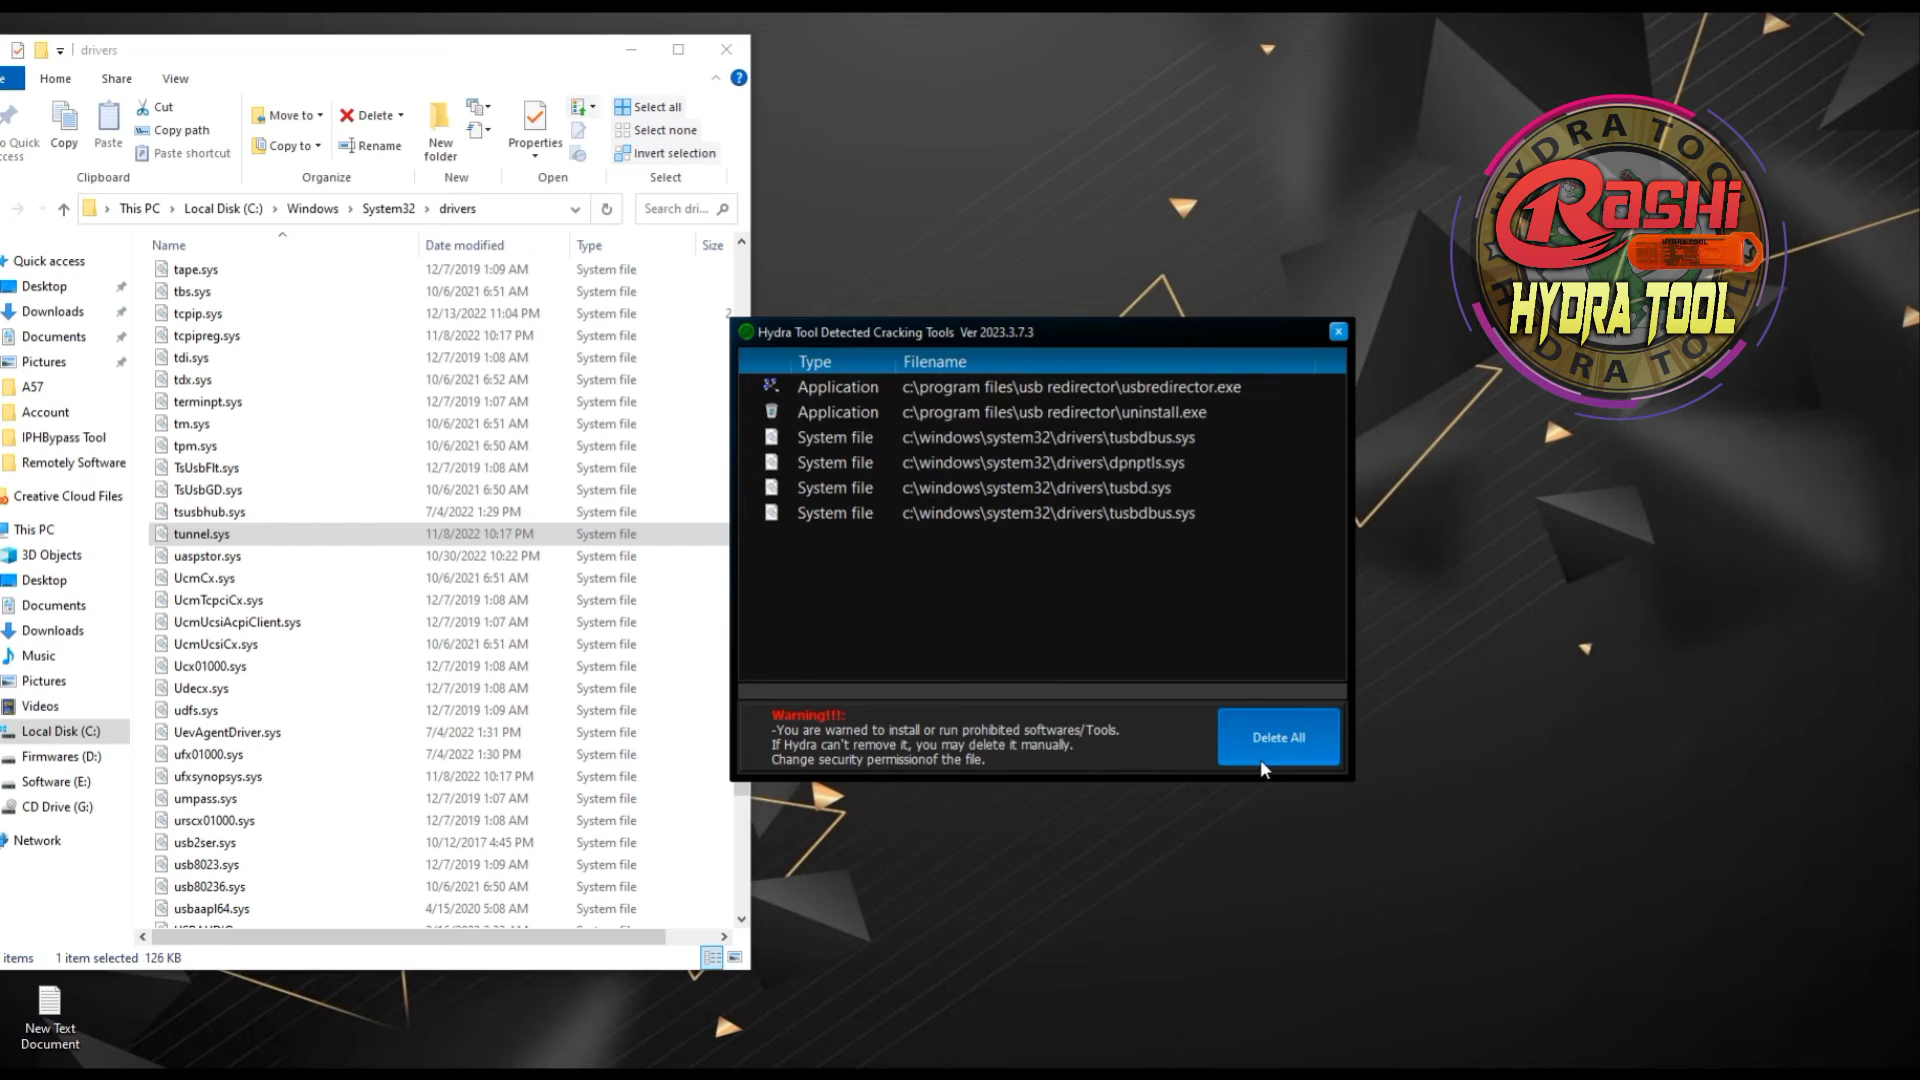 drivers
Home Share View
Copy
Paste
Cut
Copy path
Paste shortcut
Clipboard
Move to
Copy to
Delete
Rename
Organize
New folder
New
Properties
Open
Select all
Select none
Invert selection
Select
This PC > Local Disk (C:) > Windows > System32 > drivers
Search dri...
Name Date modified Type Size
Quick access
Desktop
Downloads
Documents
Pictures
A57
Account
IPHBypass Tool
Remotely Software
Creative Cloud Files
This PC
3D Objects
Desktop
Documents
Downloads
Music
Pictures
Videos
Local Disk (C:)
Firmwares (D:)
Software (E:)
CD Drive (G:)
Network
tape.sys 12/7/2019 1:09 AM System file
tbs.sys 10/6/2021 6:51 AM System file
tcpip.sys 12/13/2022 11:04 PM System file 2
tcpipreg.sys 11/8/2022 10:17 PM System file
tdi.sys 12/7/2019 1:08 AM System file
tdx.sys 10/6/2021 6:52 AM System file
terminpt.sys 12/7/2019 1:07 AM System file
tm.sys 10/6/2021 6:51 AM System file
tpm.sys 10/6/2021 6:50 AM System file
TsUsbFlt.sys 12/7/2019 1:08 AM System file
TsUsbGD.sys 10/6/2021 6:50 AM System file
tsusbhub.sys 7/4/2022 1:29 PM System file
tunnel.sys 11/8/2022 10:17 PM System file
uaspstor.sys 10/30/2022 10:22 PM System file
UcmCx.sys 10/6/2021 6:51 AM System file
UcmTcpciCx.sys 12/7/2019 1:08 AM System file
UcmUcsiAcpiClient.sys 12/7/2019 1:07 AM System file
UcmUcsiCx.sys 10/6/2021 6:51 AM System file
Ucx01000.sys 12/7/2019 1:08 AM System file
Udecx.sys 12/7/2019 1:08 AM System file
udfs.sys 12/7/2019 1:09 AM System file
UevAgentDriver.sys 7/4/2022 1:31 PM System file
ufx01000.sys 7/4/2022 1:30 PM System file
ufxsynopsys.sys 11/8/2022 10:17 PM System file
umpass.sys 12/7/2019 1:07 AM System file
urscx01000.sys 12/7/2019 1:08 AM System file
usb2ser.sys 10/12/2017 4:45 PM System file
usb8023.sys 12/7/2019 1:09 AM System file
usb80236.sys 10/6/2021 6:50 AM System file
usbaapl64.sys 4/15/2020 5:08 AM System file
items 1 item selected 126 KB
New Text
Document
Hydra Tool Detected Cracking Tools Ver 2023.3.7.3
Type Filename
Application c:\program files\usb redirector\usbredirector.exe
Application c:\program files\usb redirector\uninstall.exe
System file c:\windows\system32\drivers\tusbdbus.sys
System file c:\windows\system32\drivers\dpnptls.sys
System file c:\windows\system32\drivers\tusbd.sys
System file c:\windows\system32\drivers\tusbdbus.sys
Warning!!!:
-You are warned to install or run prohibited softwares/Tools.
If Hydra can't remove it, you may delete it manually.
Change security permissionof the file.
Delete All
HYDRA TOOL
RASHi
HYDRA TOOL
HYDRA TOOL